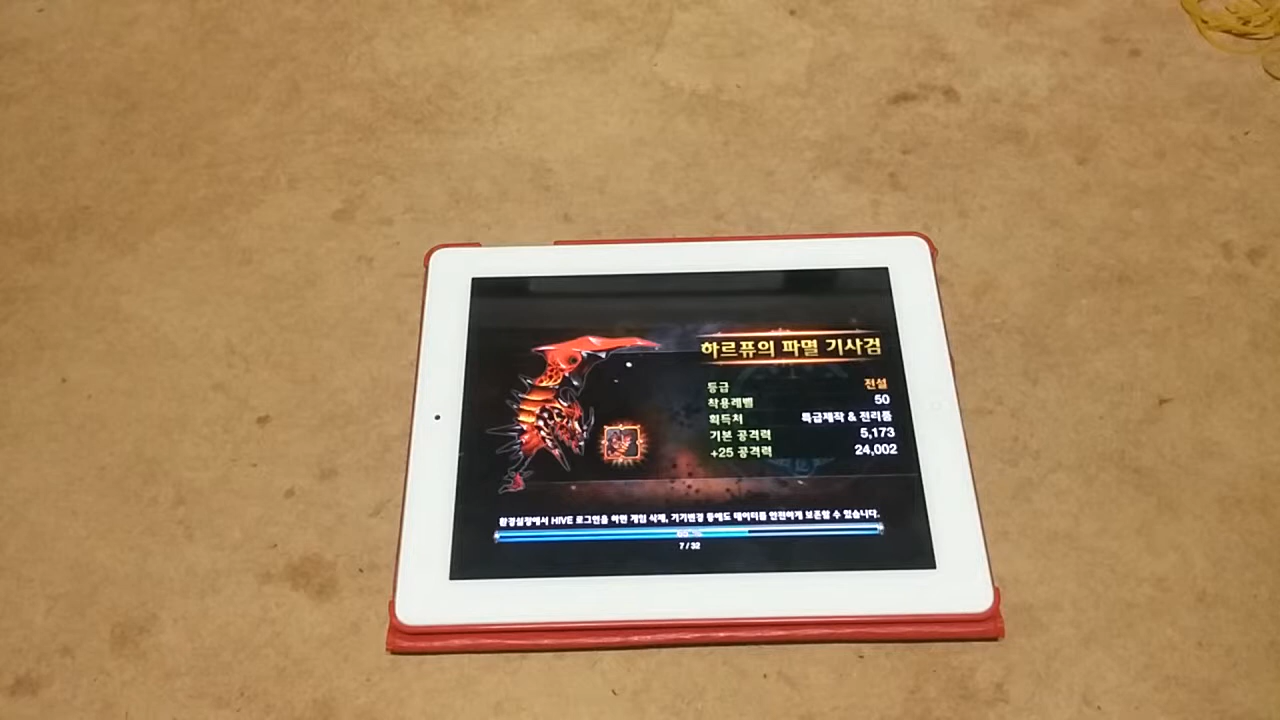 하르퓨의 파멸 기사검
등급 전설
착용레벨 50
획득처 특급제작 & 전리품
기본 공격력 5,173
+25 공격력 24,002
환경설정에서 HIVE 로그인을 하면 게임 삭제, 기기변경 등에도 데이터를 안전하게 보존할 수 있습니다.
7 / 32